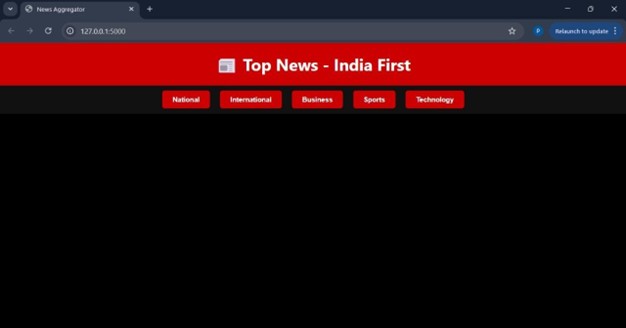 News Aggregator
127.0.0.1:5000
P
Relaunch to update
Top News - India First
National International Business Sports Technology